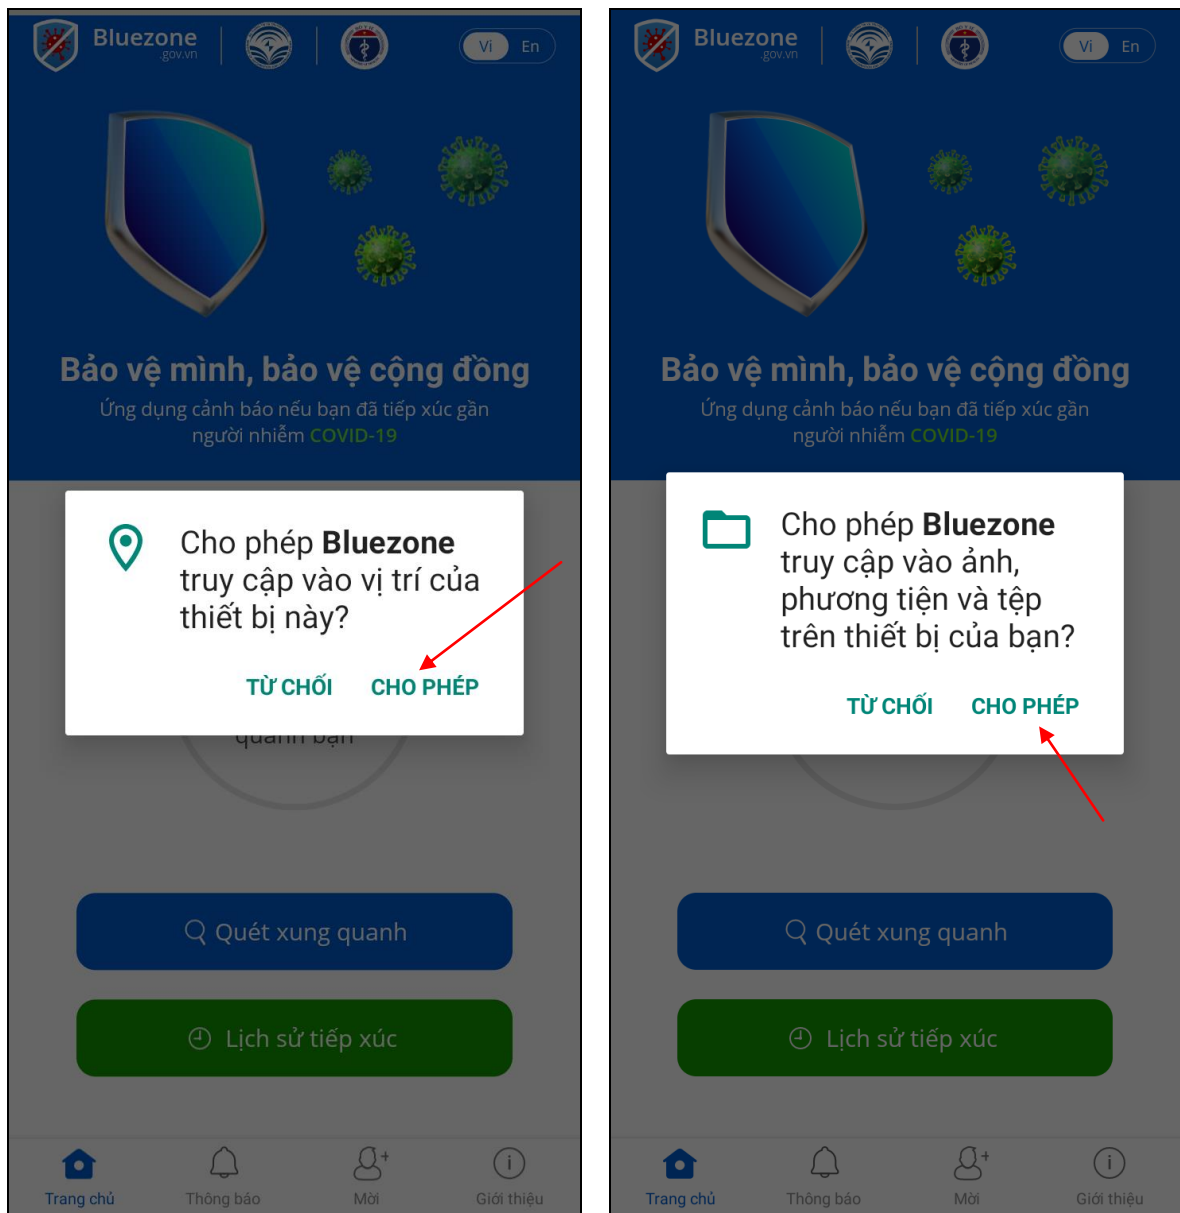 Bluezone
.gov.vn
Vi
En
Bảo vệ mình, bảo vệ cộng đồng
Ứng dụng cảnh báo nếu bạn đã tiếp xúc gần
người nhiễm COVID-19
Cho phép Bluezone
truy cập vào vị trí của
thiết bị này?
TỪ CHỐI
CHO PHÉP
quanh bạn
Quét xung quanh
Lịch sử tiếp xúc
Trang chủ
Thông báo
Mời
Giới thiệu
Bluezone
.gov.vn
Vi
En
Bảo vệ mình, bảo vệ cộng đồng
Ứng dụng cảnh báo nếu bạn đã tiếp xúc gần
người nhiễm COVID-19
Cho phép Bluezone
truy cập vào ảnh,
phương tiện và tệp
trên thiết bị của bạn?
TỪ CHỐI
CHO PHÉP
Quét xung quanh
Lịch sử tiếp xúc
Trang chủ
Thông báo
Mời
Giới thiệu